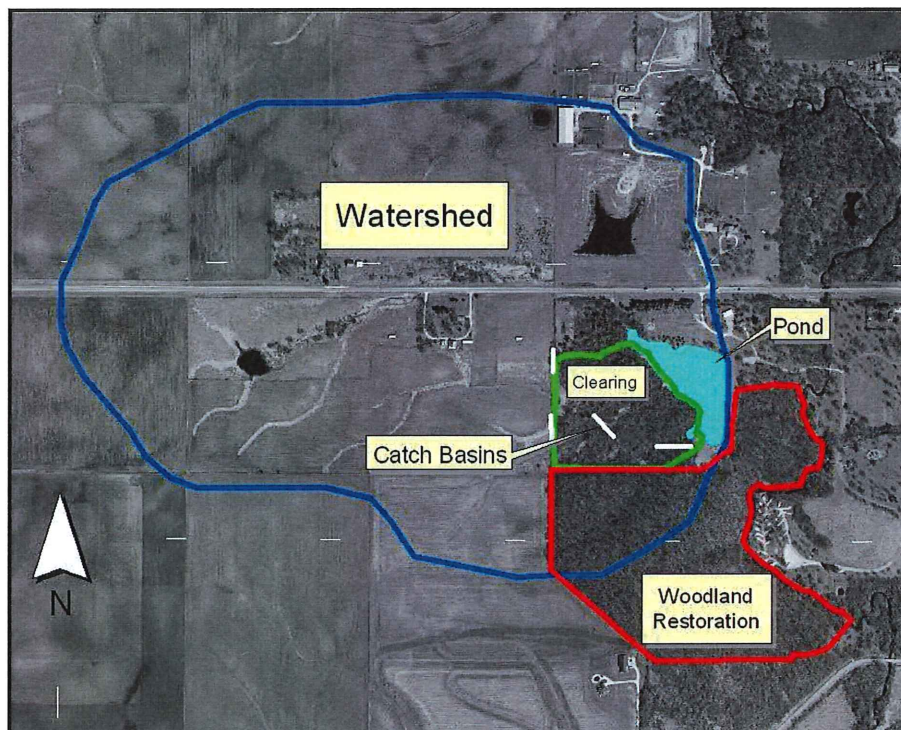 Watershed
Pond
Clearing
Catch Basins
N
Woodland
Restoration